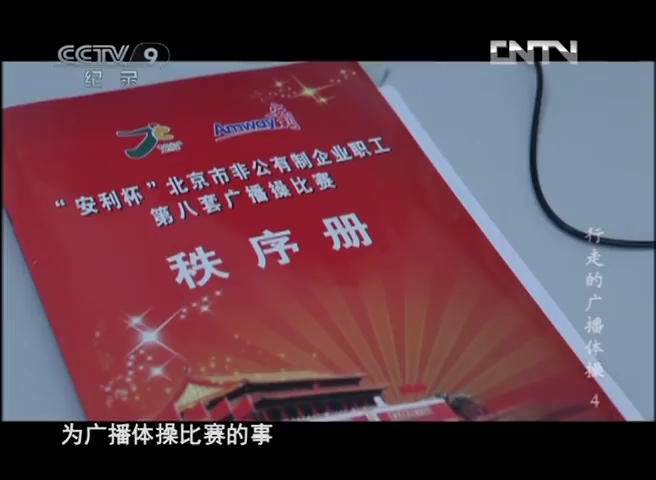 CCTV 9
纪录
CNTV
Amway 安利
“安利杯”北京市非公有制企业职工
第八套广播操比赛
秩序册
行走的广播体操 4
为广播体操比赛的事